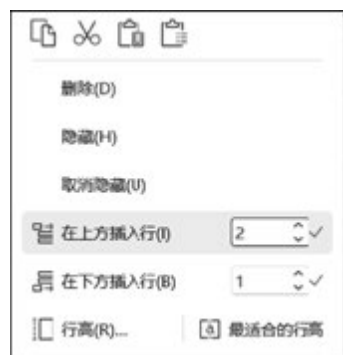 删除(D)
隐藏(H)
取消隐藏(U)
在上方插入行(I) 2
在下方插入行(B) 1
行高(R)... 最适合的行高